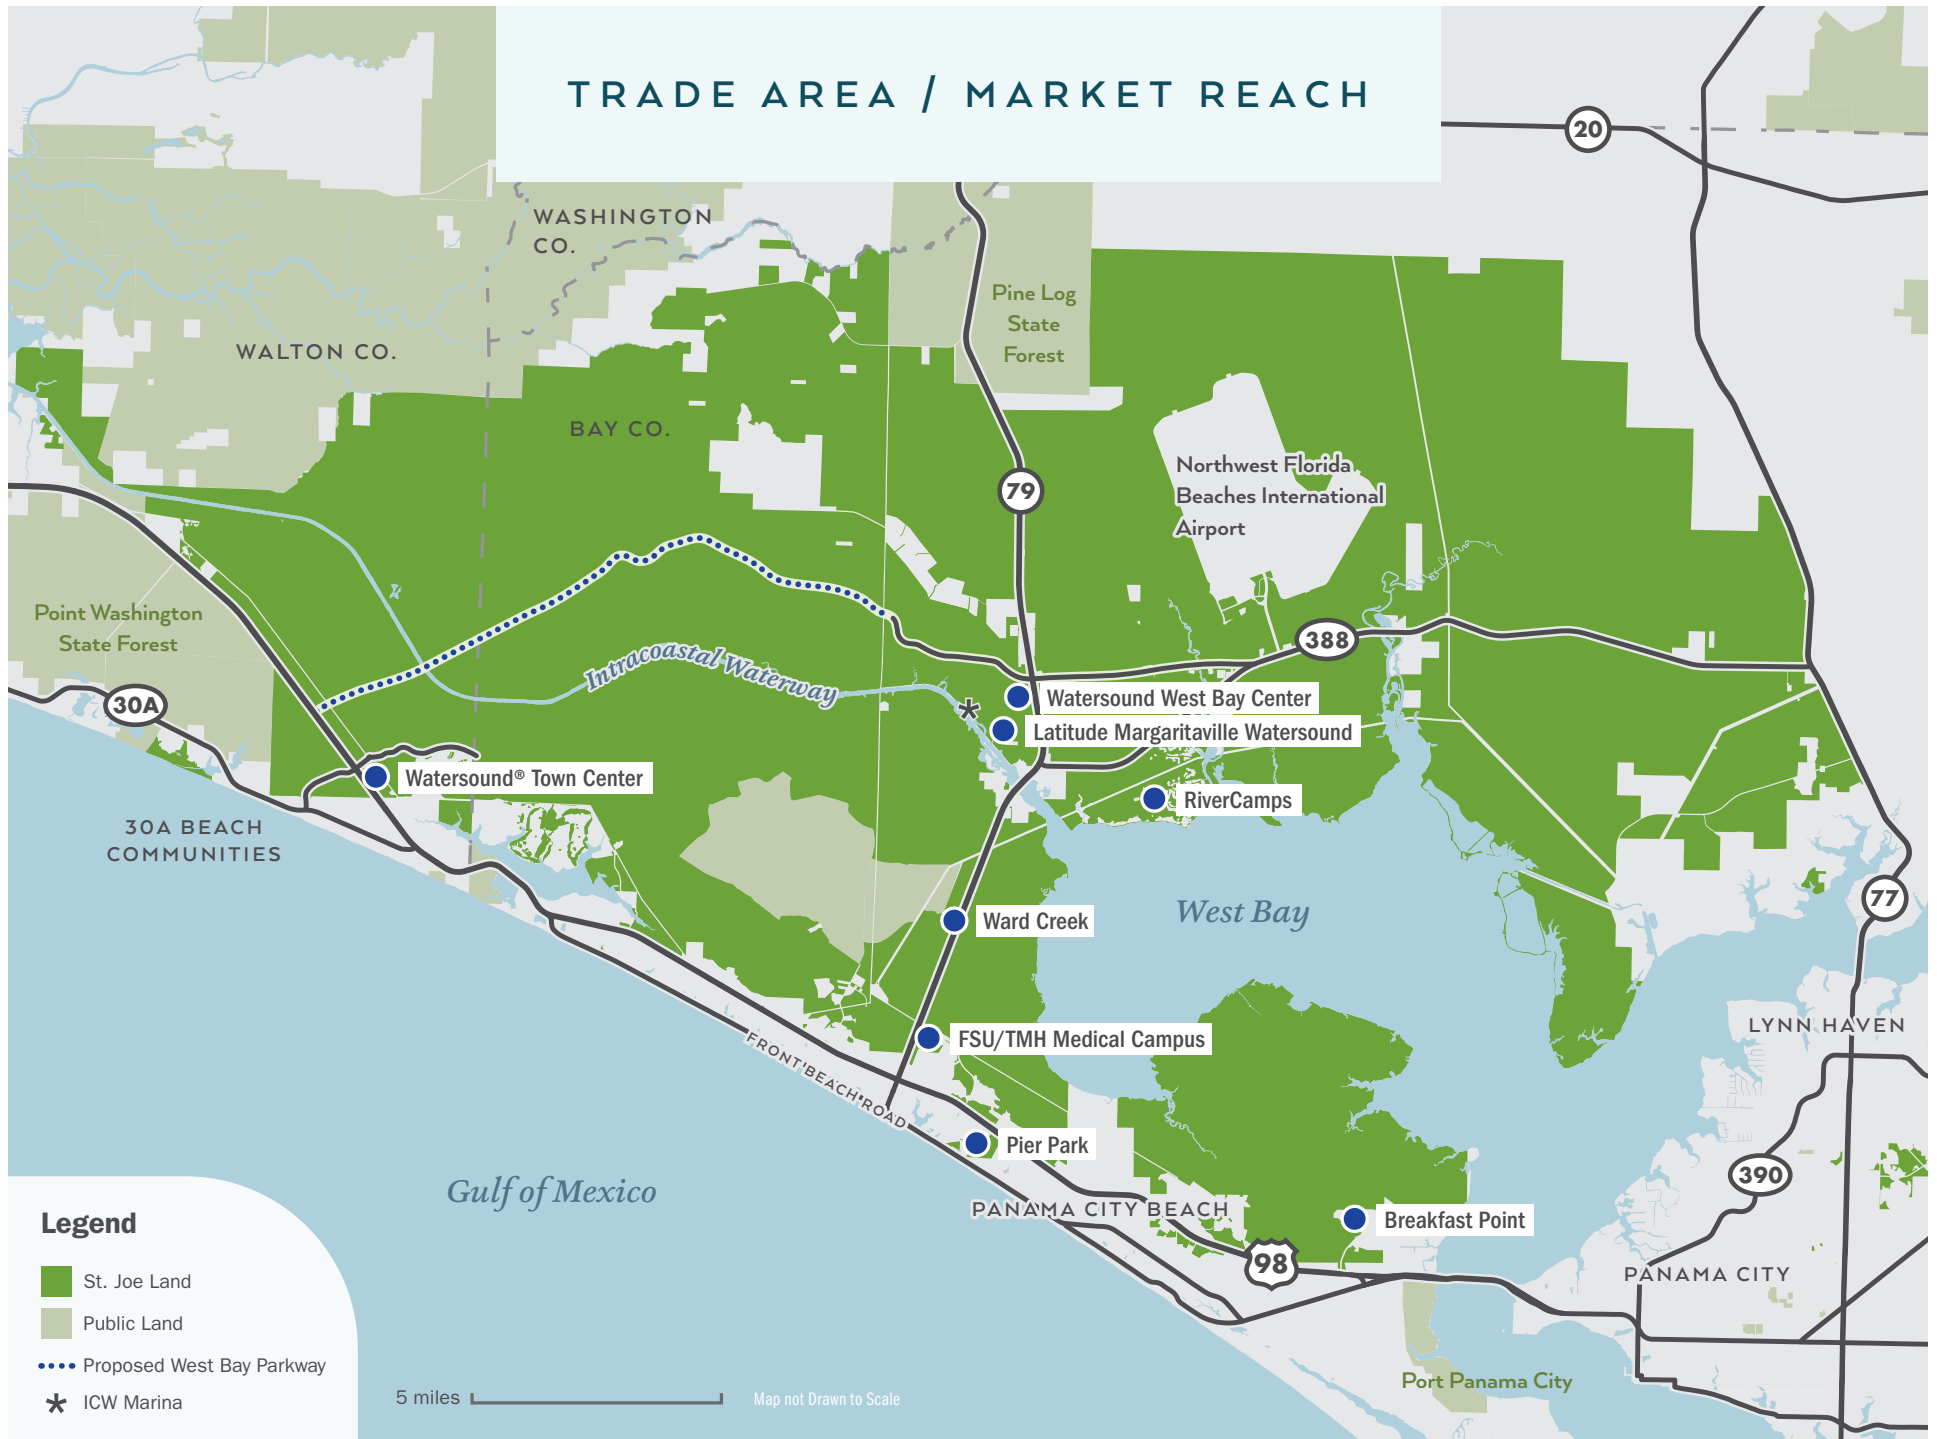 TRADE AREA / MARKET REACH
20
WASHINGTON
CO.
Pine Log
State
Forest
WALTON CO.
BAY CO.
Northwest Florida
Beaches International
Airport
79
Point Washington
State Forest
388
Intracoastal Waterway
30A
Watersound West Bay Center
Latitude Margaritaville Watersound
Watersound® Town Center
RiverCamps
30A BEACH
COMMUNITIES
77
West Bay
Ward Creek
LYNN HAVEN
FSU/TMH Medical Campus
FRONT BEACH ROAD
Pier Park
390
Gulf of Mexico
PANAMA CITY BEACH
Breakfast Point
98
PANAMA CITY
Port Panama City
Legend
St. Joe Land
Public Land
Proposed West Bay Parkway
ICW Marina
5 miles
Map not Drawn to Scale